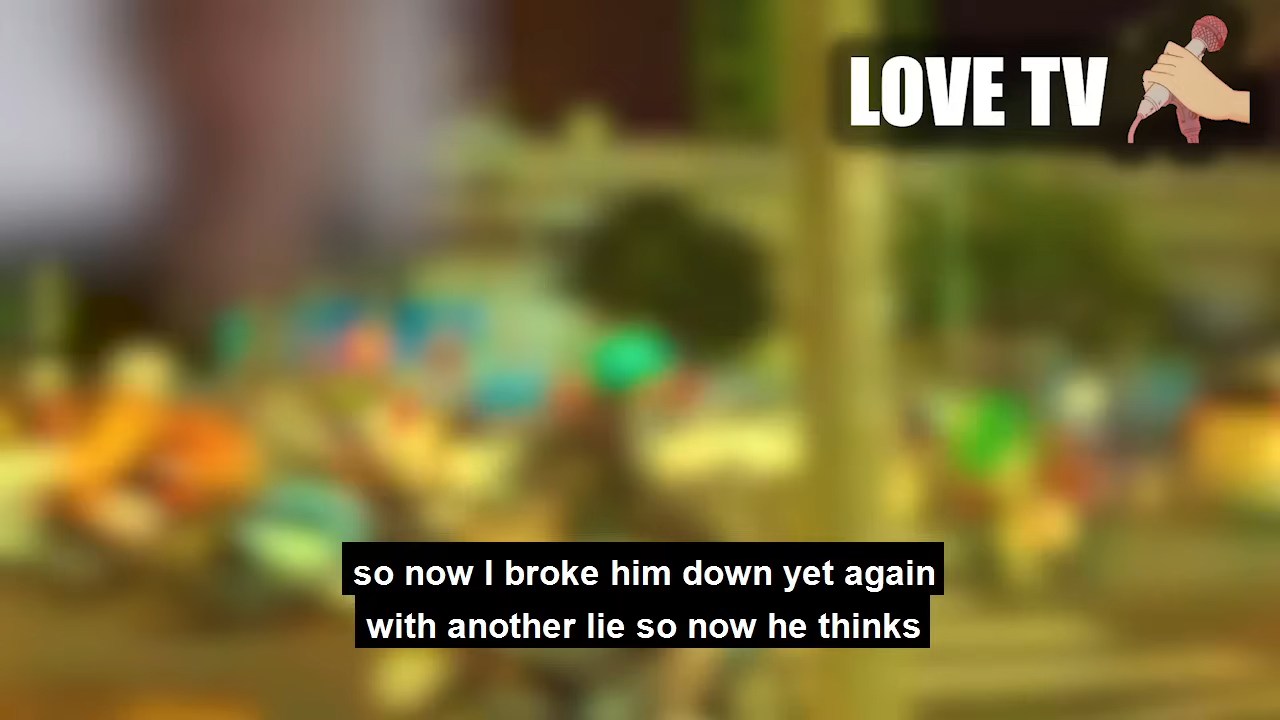 LOVE TV
so now I broke him down yet again
with another lie so now he thinks